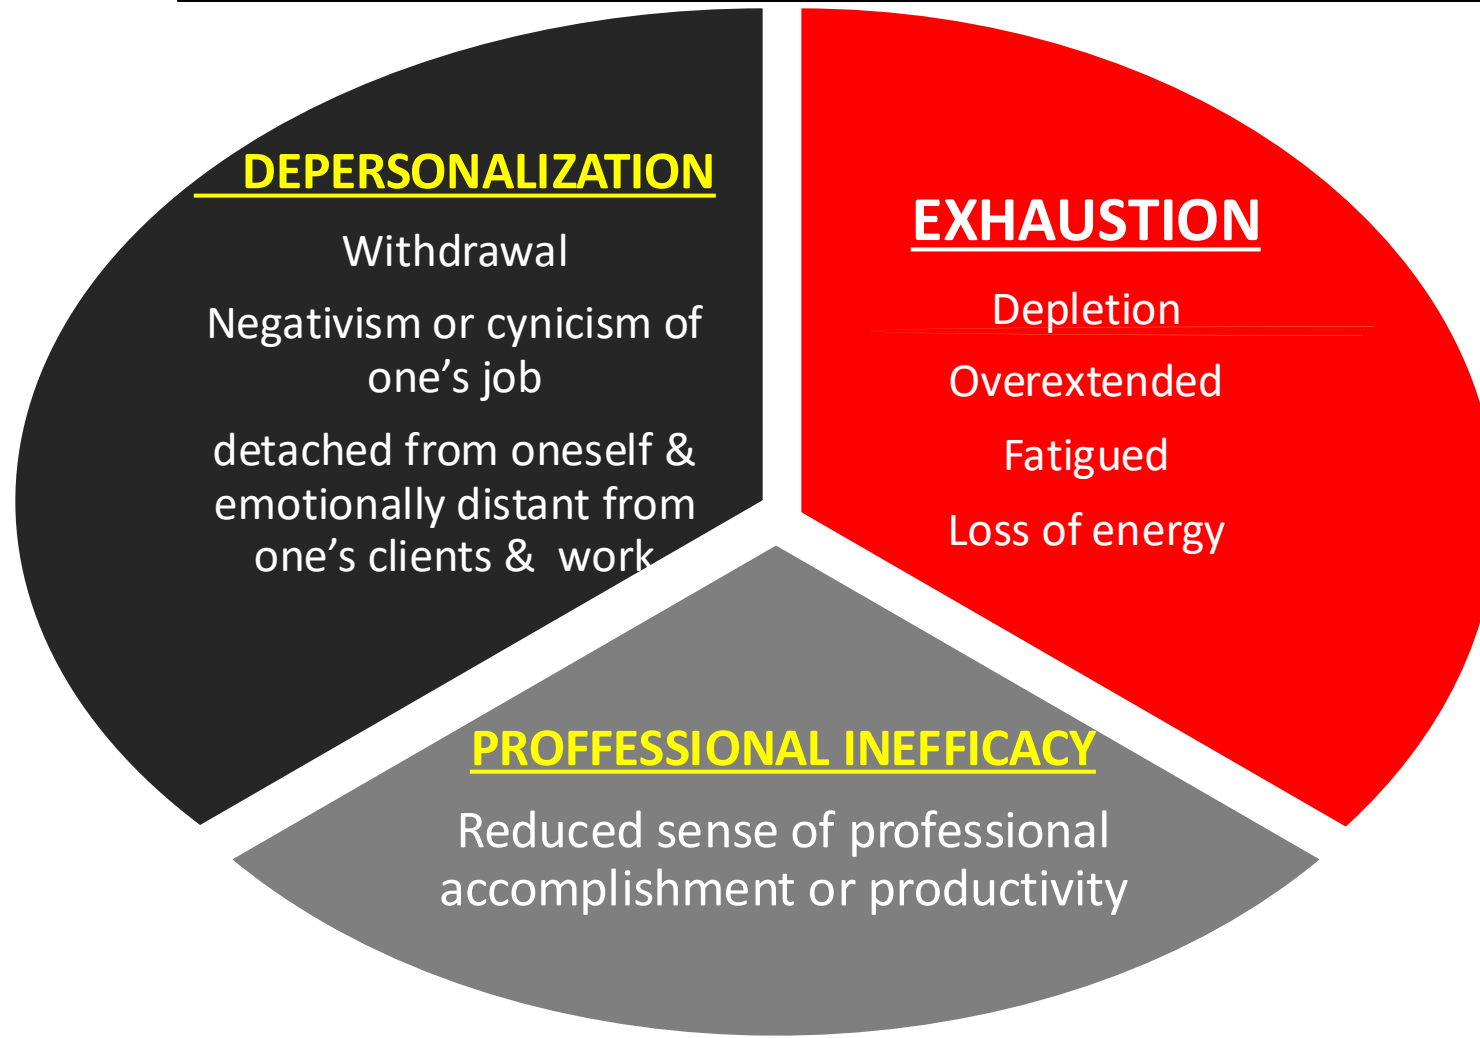 DEPERSONALIZATION
Withdrawal
Negativism or cynicism of
one’s job
detached from oneself &
emotionally distant from
one’s clients &  work
EXHAUSTION
Depletion
Overextended
Fatigued
Loss of energy
PROFFESSIONAL INEFFICACY
Reduced sense of professional
accomplishment or productivity